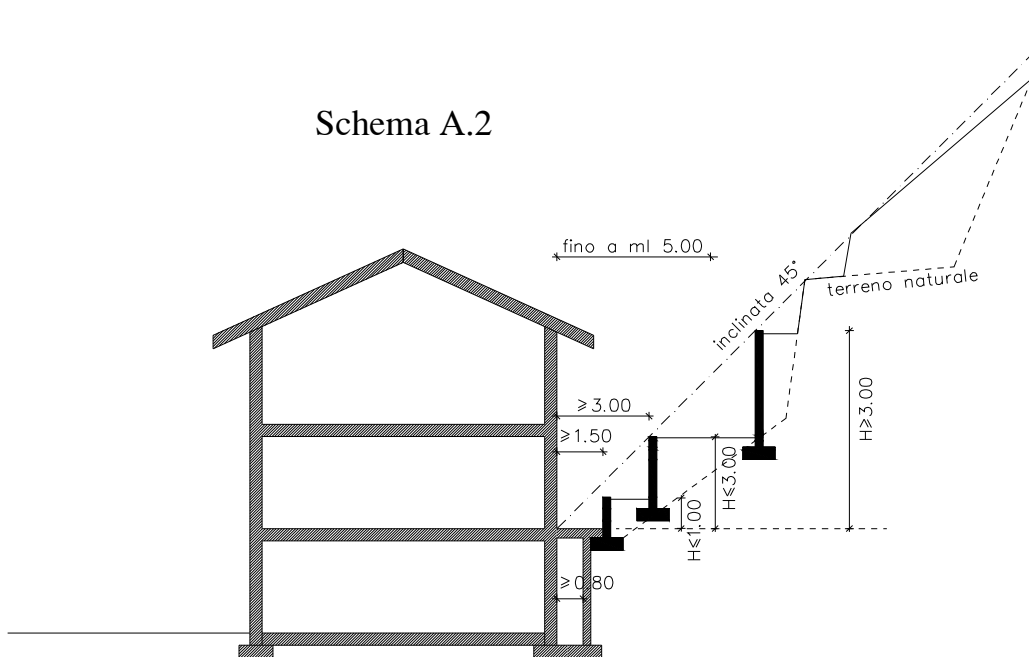 Schema A.2
fino a ml 5.00
inclinata 45°
terreno naturale
⩾3.00
⩾1.50
H⩾3.00
H⩽3.00
H⩽1.00
⩾0.80